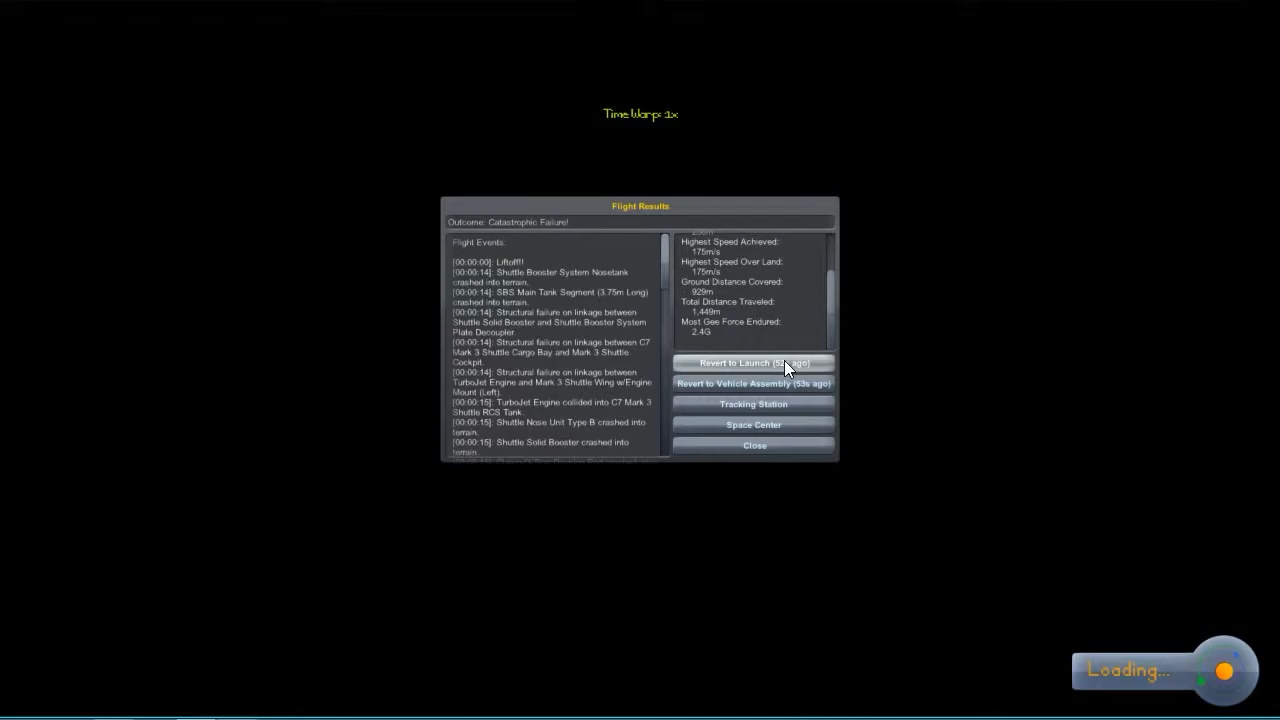 Time Warp: 1x
Flight Results
Outcome: Catastrophic Failure!
Flight Events:
[00:00:00]: Liftoff!!
[00:00:14]: Shuttle Booster System Nosetank
crashed into terrain.
[00:00:14]: SBS Main Tank Segment (3.75m Long)
crashed into terrain.
[00:00:14]: Structural failure on linkage between
Shuttle Solid Booster and Shuttle Booster System
Plate Decoupler.
[00:00:14]: Structural failure on linkage between C7
Mark 3 Shuttle Cargo Bay and Mark 3 Shuttle
Cockpit.
[00:00:14]: Structural failure on linkage between
TurboJet Engine and Mark 3 Shuttle Wing w/Engine
Mount (Left).
[00:00:15]: TurboJet Engine collided into C7 Mark 3
Shuttle RCS Tank.
[00:00:15]: Shuttle Nose Unit Type B crashed into
terrain.
[00:00:15]: Shuttle Solid Booster crashed into
terrain.
Highest Speed Achieved:
175m/s
Highest Speed Over Land:
175m/s
Ground Distance Covered:
929m
Total Distance Traveled:
1,449m
Most Gee Force Endured:
2.4G
Revert to Launch ago)
Revert to Vehicle Assembly (53s ago)
Tracking Station
Space Center
Close
Loading...